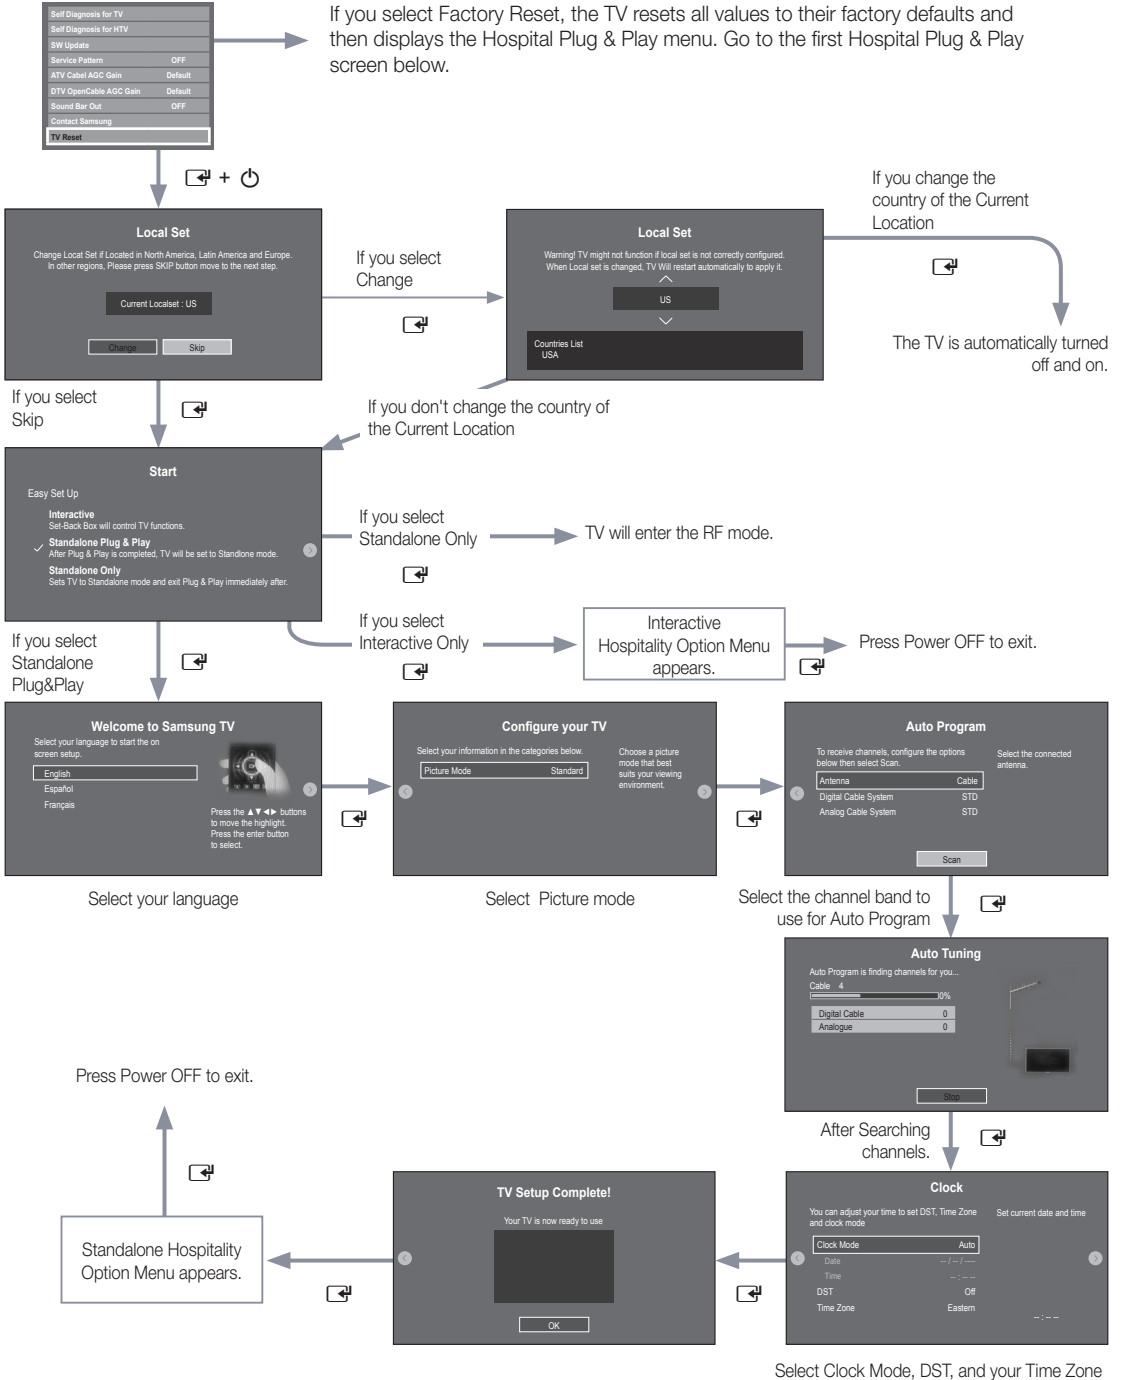 Self Diagnosis for TV
Self Diagnosis for HTV
SW Update
Service Pattern OFF
ATV Cabel AGC Gain Default
DTV OpenCable AGC Gain Default
Sound Bar Out OFF
Contact Samsung
TV Reset
If you select Factory Reset, the TV resets all values to their factory defaults and
then displays the Hospital Plug & Play menu. Go to the first Hospital Plug & Play
screen below.
+
Local Set
Change Locat Set if Located in North America, Latin America and Europe.
In other regions, Please press SKIP button move to the next step.
Current Localset : US
Change Skip
If you select
Change
Local Set
Warning! TV might not function if local set is not correctly configured.
When Local set is changed, TV Will restart automatically to apply it.
US
Countries List
USA
If you change the
country of the Current
Location
The TV is automatically turned
off and on.
If you select
Skip
If you don't change the country of
the Current Location
Start
Easy Set Up
Interactive
Set-Back Box will control TV functions.
Standalone Plug & Play
After Plug & Play is completed, TV will be set to Standlone mode.
Standalone Only
Sets TV to Standalone mode and exit Plug & Play immediately after.
If you select
Standalone Only
TV will enter the RF mode.
If you select
Interactive Only
Interactive
Hospitality Option Menu
appears.
Press Power OFF to exit.
If you select
Standalone
Plug&Play
Welcome to Samsung TV
Select your language to start the on
screen setup.
English
Español
Français
Press the ▲▼◄► buttons
to move the highlight.
Press the enter button
to select.
Select your language
Configure your TV
Select your information in the categories below.
Picture Mode Standard
Choose a picture
mode that best
suits your viewing
environment.
Select Picture mode
Auto Program
To receive channels, configure the options
below then select Scan.
Antenna Cable
Digital Cable System STD
Analog Cable System STD
Select the connected
antenna.
Scan
Select the channel band to
use for Auto Program
Auto Tuning
Auto Program is finding channels for you...
Cable 4
0%
Digital Cable 0
Analogue 0
Stop
After Searching
channels.
Clock
You can adjust your time to set DST, Time Zone
and clock mode
Clock Mode Auto
Date -- / -- / ----
Time -- : -- --
DST Off
Time Zone Eastern
Set current date and time
-- : -- --
Select Clock Mode, DST, and your Time Zone
TV Setup Complete!
Your TV is now ready to use
OK
Standalone Hospitality
Option Menu appears.
Press Power OFF to exit.